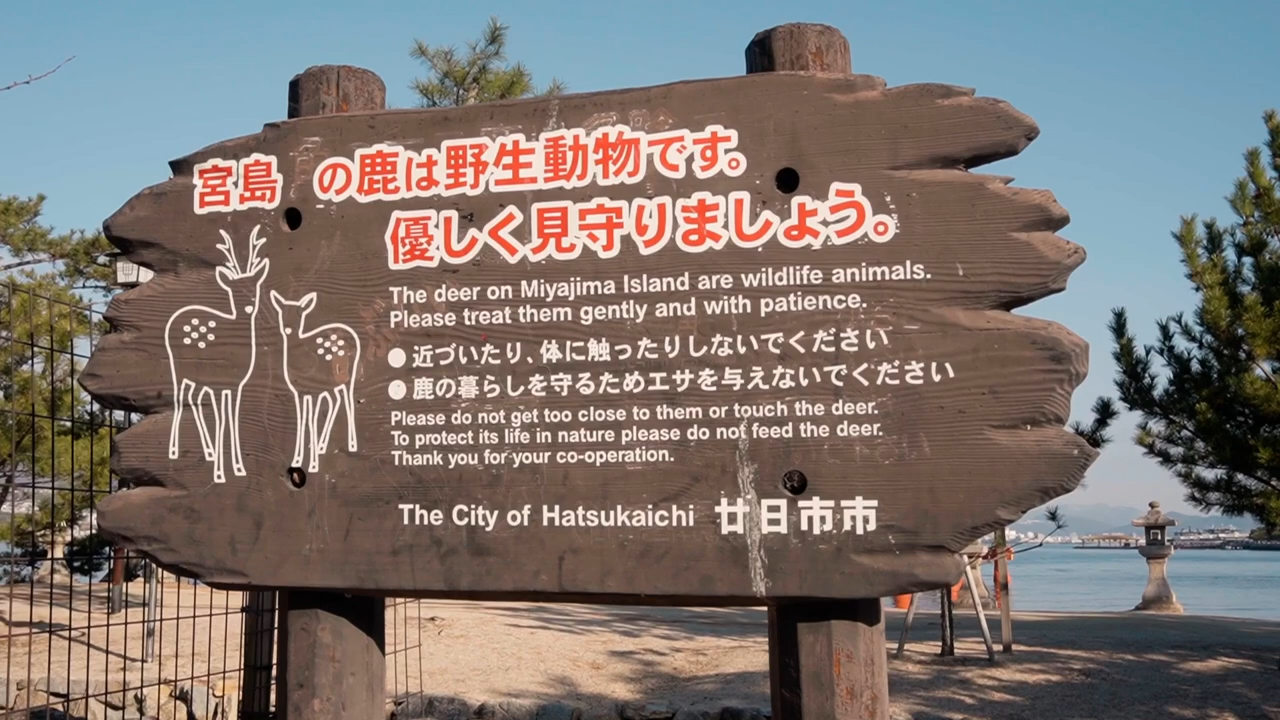 宮島 の鹿は野生動物です。
優しく見守りましょう。
The deer on Miyajima Island are wildlife animals.
Please treat them gently and with patience.
●近づいたり、体に触ったりしないでください
●鹿の暮らしを守るためエサを与えないでください
Please do not get too close to them or touch the deer.
To protect its life in nature please do not feed the deer.
Thank you for your co-operation.
The City of Hatsukaichi 廿日市市